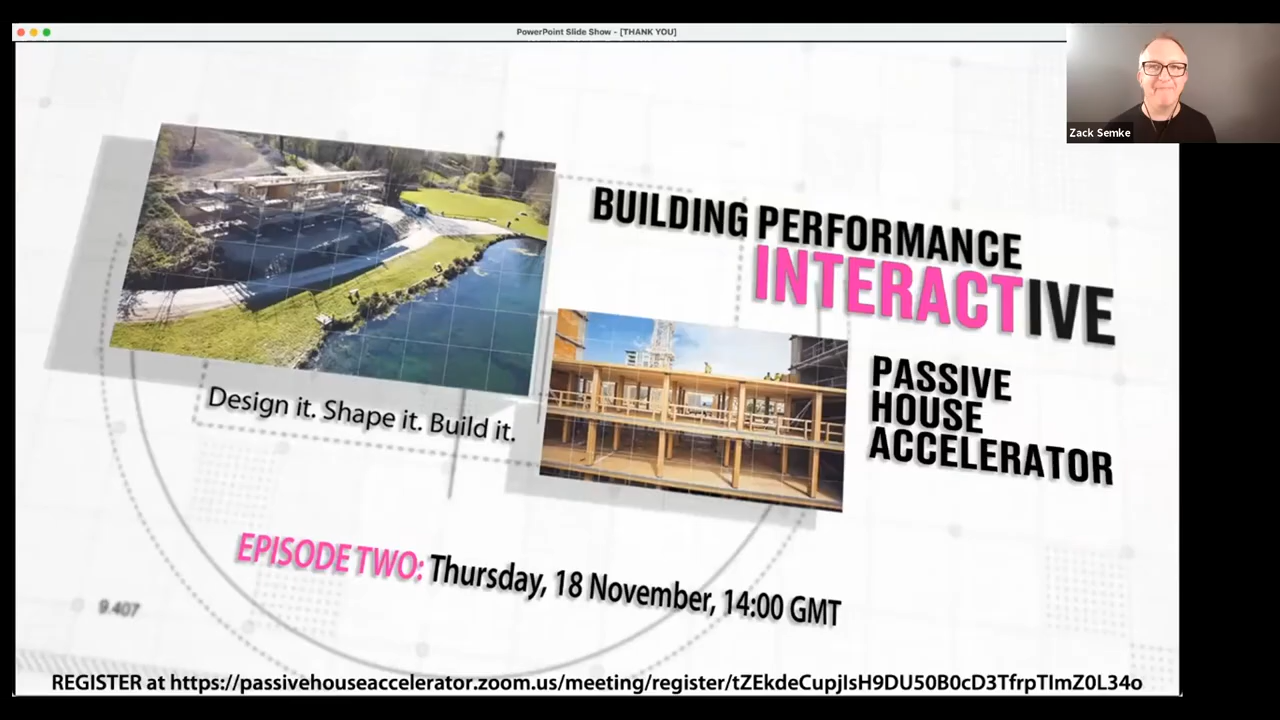 PowerPoint Slide Show - [THANK YOU]
Zack Semke
BUILDING PERFORMANCE
INTERACTIVE
PASSIVE
HOUSE
ACCELERATOR
Design it. Shape it. Build it.
EPISODE TWO: Thursday, 18 November, 14:00 GMT
9.407
REGISTER at https://passivehouseaccelerator.zoom.us/meeting/register/tZEkdeCupjIsH9DU50B0cD3TfrpTImZ0L34o